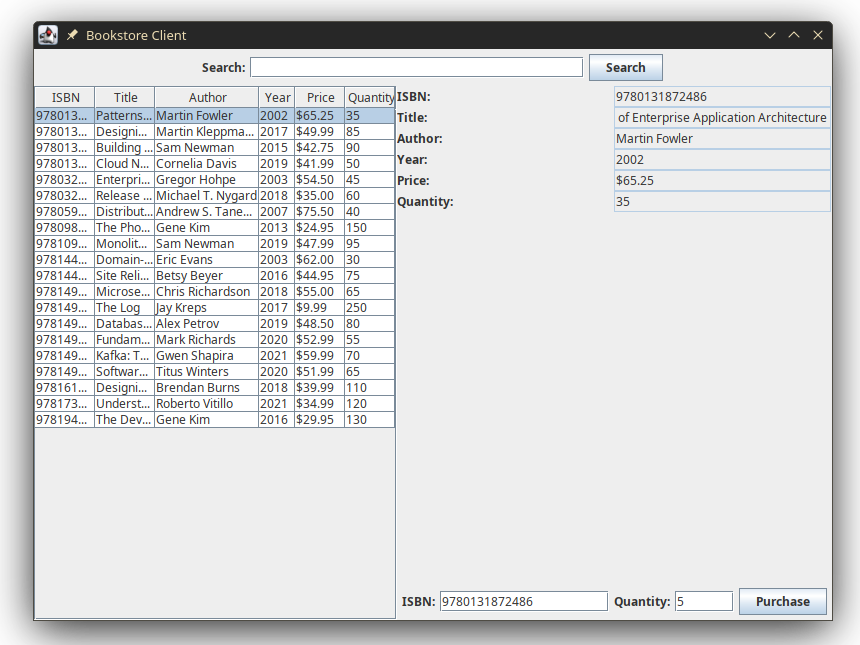 Bookstore Client
Search: Search
ISBN Title Author Year Price Quantity
978013... Patterns... Martin Fowler 2002 $65.25 35
978013... Designi... Martin Kleppma... 2017 $49.99 85
978013... Building ... Sam Newman 2015 $42.75 90
978013... Cloud N... Cornelia Davis 2019 $41.99 50
978032... Enterpri... Gregor Hohpe 2003 $54.50 45
978032... Release ... Michael T. Nygard 2018 $35.00 60
978059... Distribut... Andrew S. Tane... 2007 $75.50 40
978098... The Pho... Gene Kim 2013 $24.95 150
978109... Monolit... Sam Newman 2019 $47.99 95
978144... Domain-... Eric Evans 2003 $62.00 30
978144... Site Reli... Betsy Beyer 2016 $44.95 75
978149... Microse... Chris Richardson 2018 $55.00 65
978149... The Log Jay Kreps 2017 $9.99 250
978149... Databas... Alex Petrov 2019 $48.50 80
978149... Fundam... Mark Richards 2020 $52.99 55
978149... Kafka: T... Gwen Shapira 2021 $59.99 70
978149... Softwar... Titus Winters 2020 $51.99 65
978161... Designi... Brendan Burns 2018 $39.99 110
978173... Underst... Roberto Vitillo 2021 $34.99 120
978194... The Dev... Gene Kim 2016 $29.95 130
ISBN: 9780131872486
Title: of Enterprise Application Architecture
Author: Martin Fowler
Year: 2002
Price: $65.25
Quantity: 35
ISBN: 9780131872486 Quantity: 5 Purchase